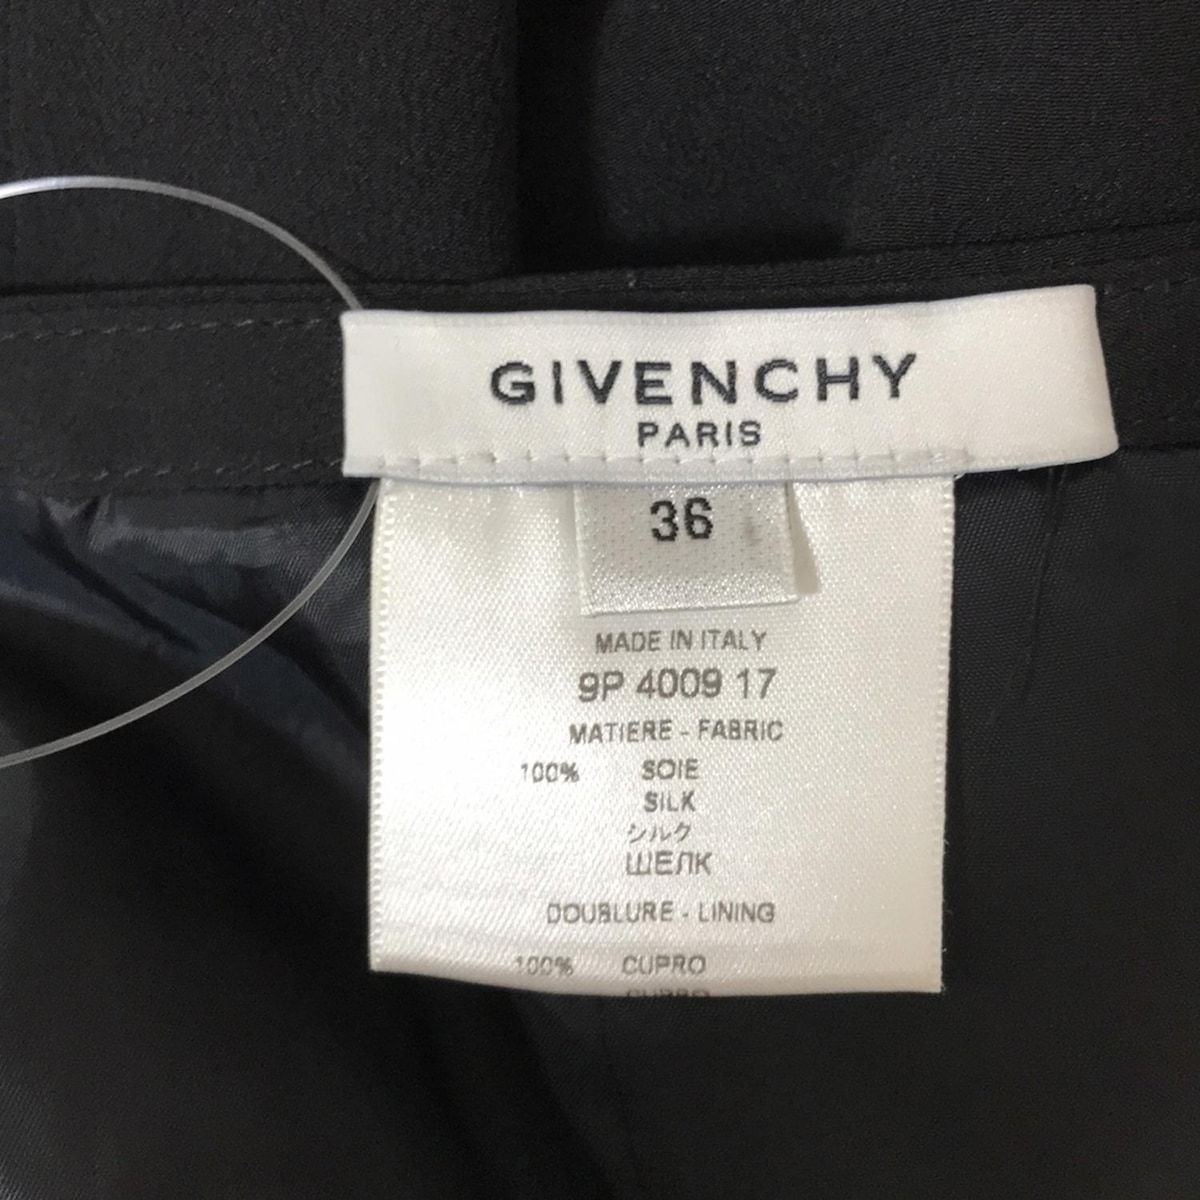 GIVENCHY
PARIS
36
MADE IN ITALY
9P 4009 17
MATIERE - FABRIC
100% SOIE
SILK
シルク
ШЕЛК
DOUBLURE - LINING
100% CUPRO
CUPRO